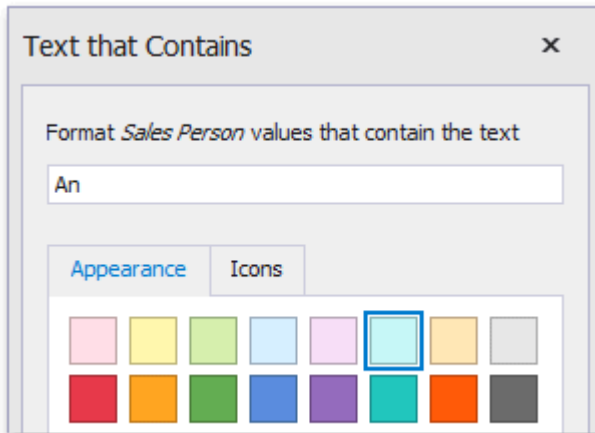 Text that Contains
Format Sales Person values that contain the text
An
Appearance Icons